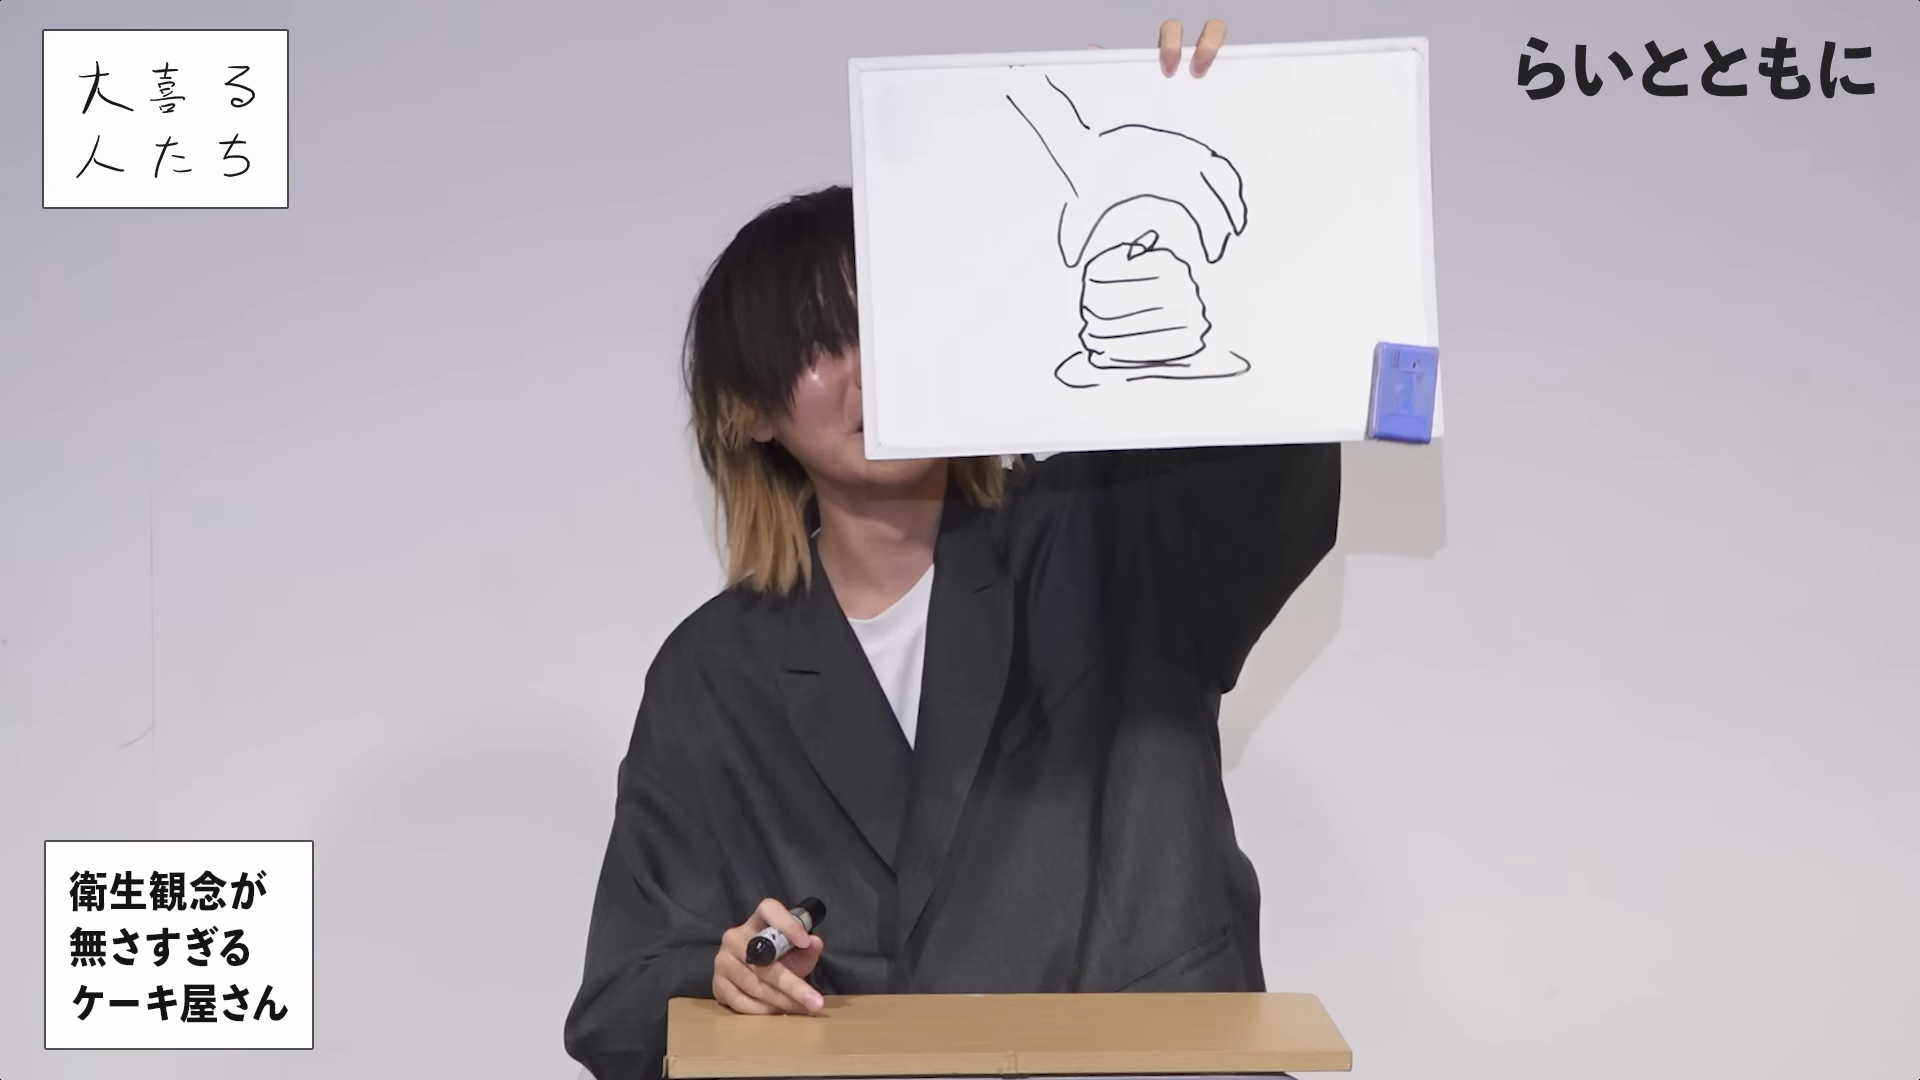 大喜る
人たち
らいとともに
衛生観念が
無さすぎる
ケーキ屋さん